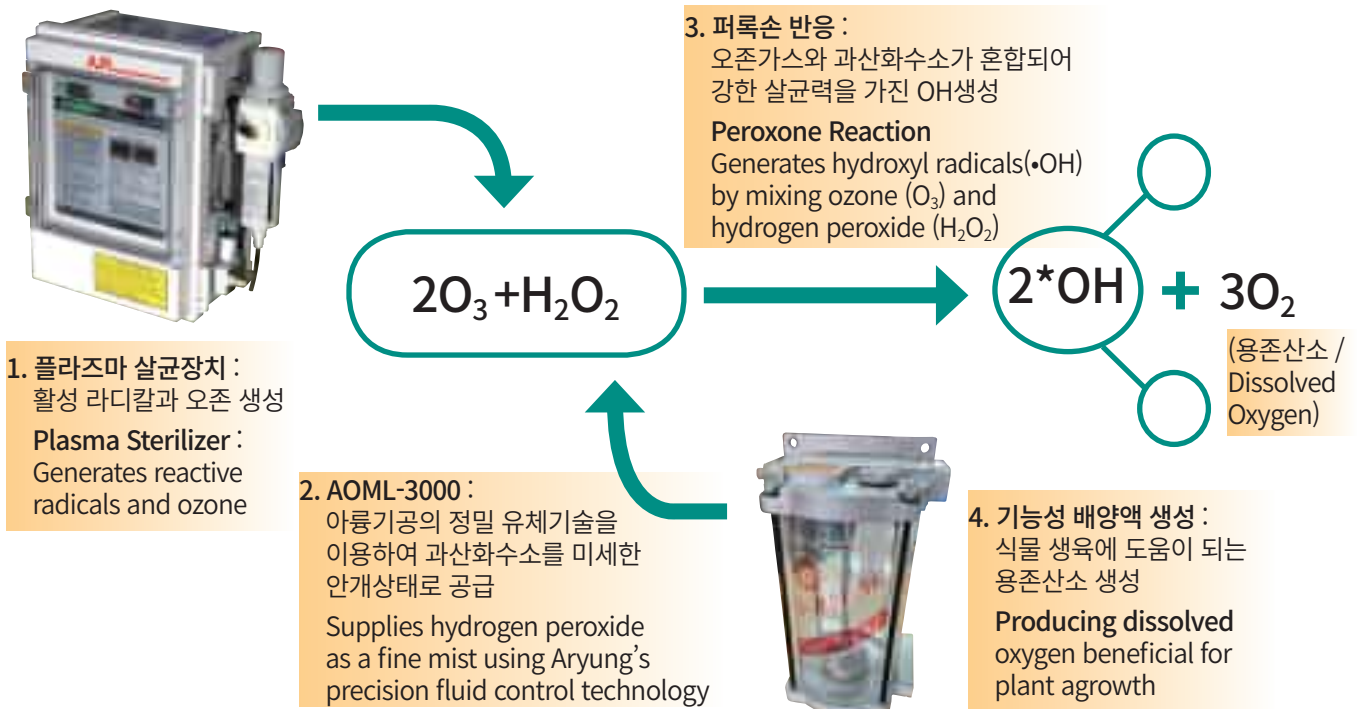 1. 플라즈마 살균장치 :
활성 라디칼과 오존 생성
Plasma Sterilizer :
Generates reactive
radicals and ozone
2O₃+H₂O₂
2. AOML-3000 :
아륭기공의 정밀 유체기술을
이용하여 과산화수소를 미세한
안개상태로 공급
Supplies hydrogen peroxide
as a fine mist using Aryung’s
precision fluid control technology
3. 퍼록손 반응 :
오존가스와 과산화수소가 혼합되어
강한 살균력을 가진 OH생성
Peroxone Reaction
Generates hydroxyl radicals(•OH)
by mixing ozone (O₃) and
hydrogen peroxide (H₂O₂)
2*OH + 3O₂
(용존산소 /
Dissolved
Oxygen)
4. 기능성 배양액 생성 :
식물 생육에 도움이 되는
용존산소 생성
Producing dissolved
oxygen beneficial for
plant agrowth